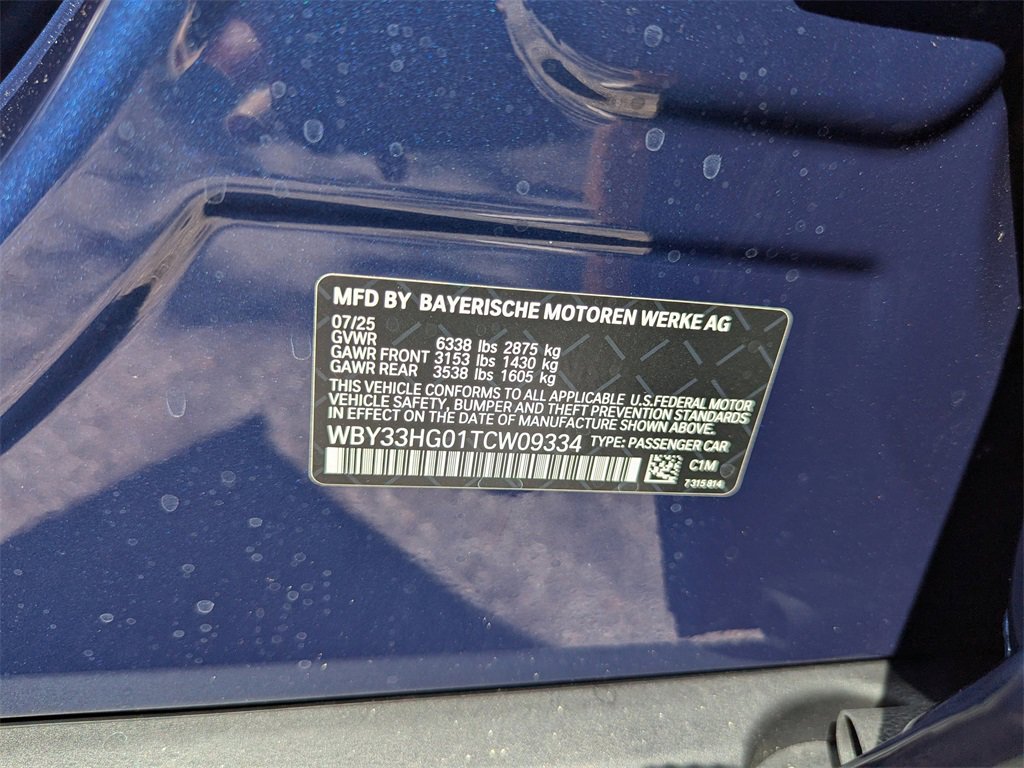 MFD BY BAYERISCHE MOTOREN WERKE AG
07/25
GVWR 6338 lbs 2875 kg
GAWR FRONT 3153 lbs 1430 kg
GAWR REAR 3538 lbs 1605 kg
THIS VEHICLE CONFORMS TO ALL APPLICABLE U.S.FEDERAL MOTOR
VEHICLE SAFETY, BUMPER AND THEFT PREVENTION STANDARDS
IN EFFECT ON THE DATE OF MANUFACTURE SHOWN ABOVE.
WBY33HG01TCW09334 TYPE: PASSENGER CAR
C1M
7315814